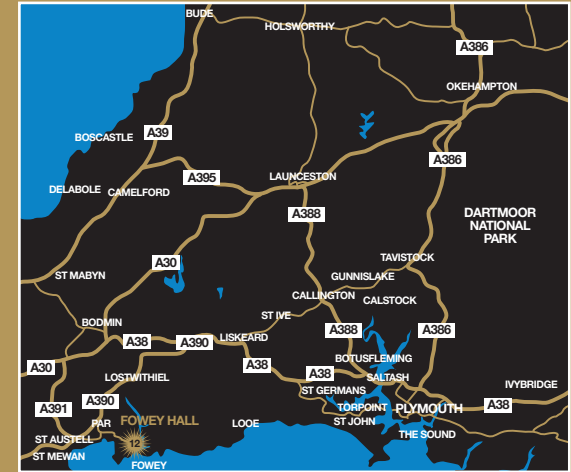 BUDE
HOLSWORTHY
A386
OKEHAMPTON
A39
BOSCASTLE
A386
A395
LAUNCESTON
DELABOLE
CAMELFORD
A388
DARTMOOR
NATIONAL
PARK
TAVISTOCK
A30
ST MABYN
GUNNISLAKE
CALLINGTON
CALSTOCK
ST IVE
BODMIN
A388
A386
LISKEARD
A38
A390
BOTUSFLEMING
A30
A38
A38
SALTASH
LOSTWITHIEL
IVYBRIDGE
ST GERMANS
A390
A391
TORPOINT
PLYMOUTH
A38
PAR
FOWEY HALL
LOOE
ST JOHN
THE SOUND
ST AUSTELL
12
ST MEWAN
FOWEY